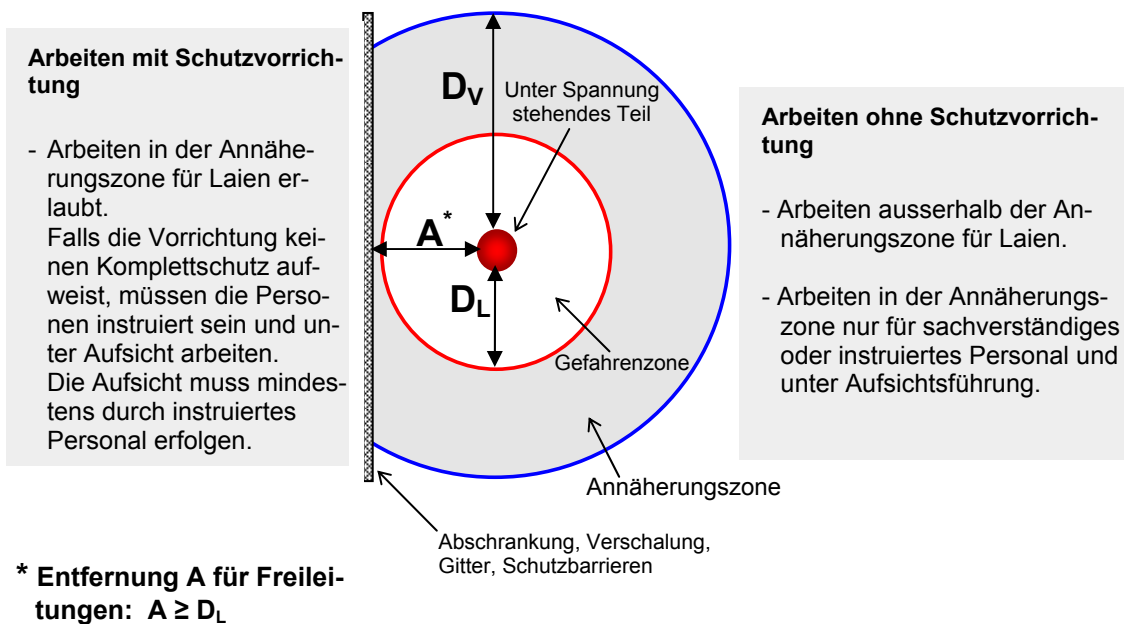 Arbeiten mit Schutzvorrich-
tung
- Arbeiten in der Annähe-
rungszone für Laien er-
laubt.
Falls die Vorrichtung kei-
nen Komplettschutz auf-
weist, müssen die Perso-
nen instruiert sein und un-
ter Aufsicht arbeiten.
Die Aufsicht muss mindes-
tens durch instruiertes
Personal erfolgen.
DV
Unter Spannung
stehendes Teil
A*
DL
Gefahrenzone
Annäherungszone
Abschrankung, Verschalung,
Gitter, Schutzbarrieren
Arbeiten ohne Schutzvorrich-
tung
- Arbeiten ausserhalb der An-
näherungszone für Laien.
- Arbeiten in der Annäherungs-
zone nur für sachverständiges
oder instruiertes Personal und
unter Aufsichtsführung.
* Entfernung A für Freilei-
tungen: A ≥ DL